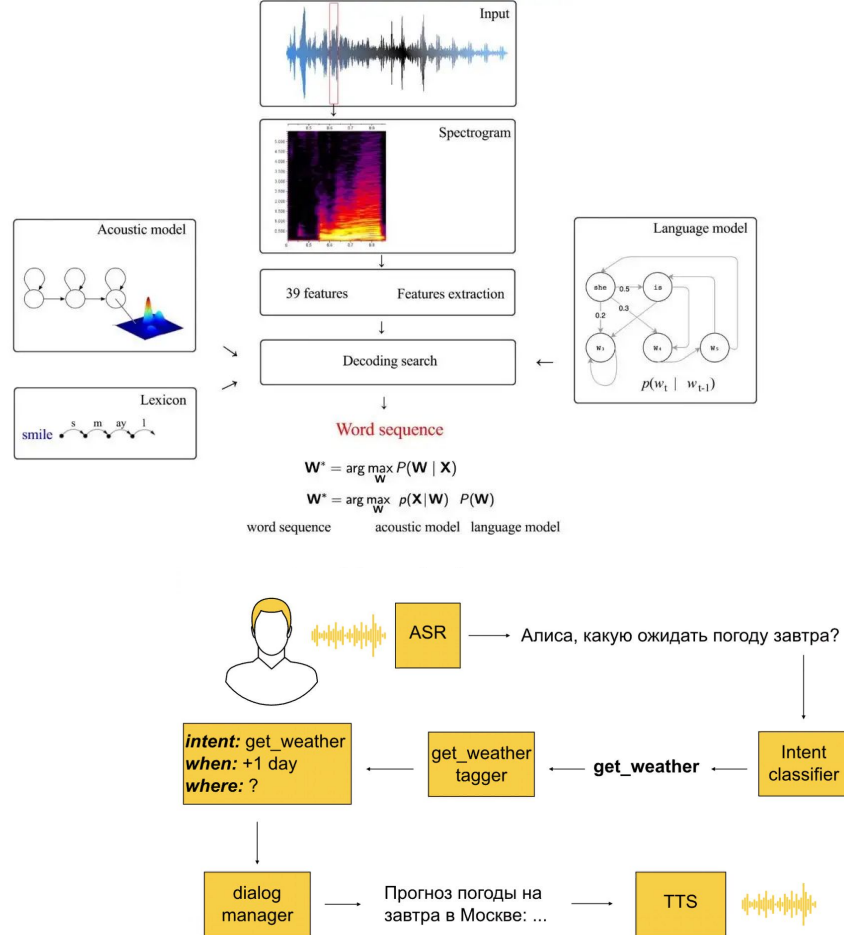 Input
Spectrogram
Acoustic model
Language model
she
0.5
is
0.2
0.3
39 features
Features extraction
Decoding search
p(wt | wt-1)
Lexicon
smile
s
m
ay
l
Word sequence
W* = arg max P(W | X)
W
W* = arg max p(X|W) P(W)
W
word sequence
acoustic model
language model
ASR
Алиса, какую ожидать погоду завтра?
intent: get_weather
when: +1 day
where: ?
get_weather
tagger
get_weather
Intent
classifier
dialog
manager
Прогноз погоды на
завтра в Москве: ...
TTS